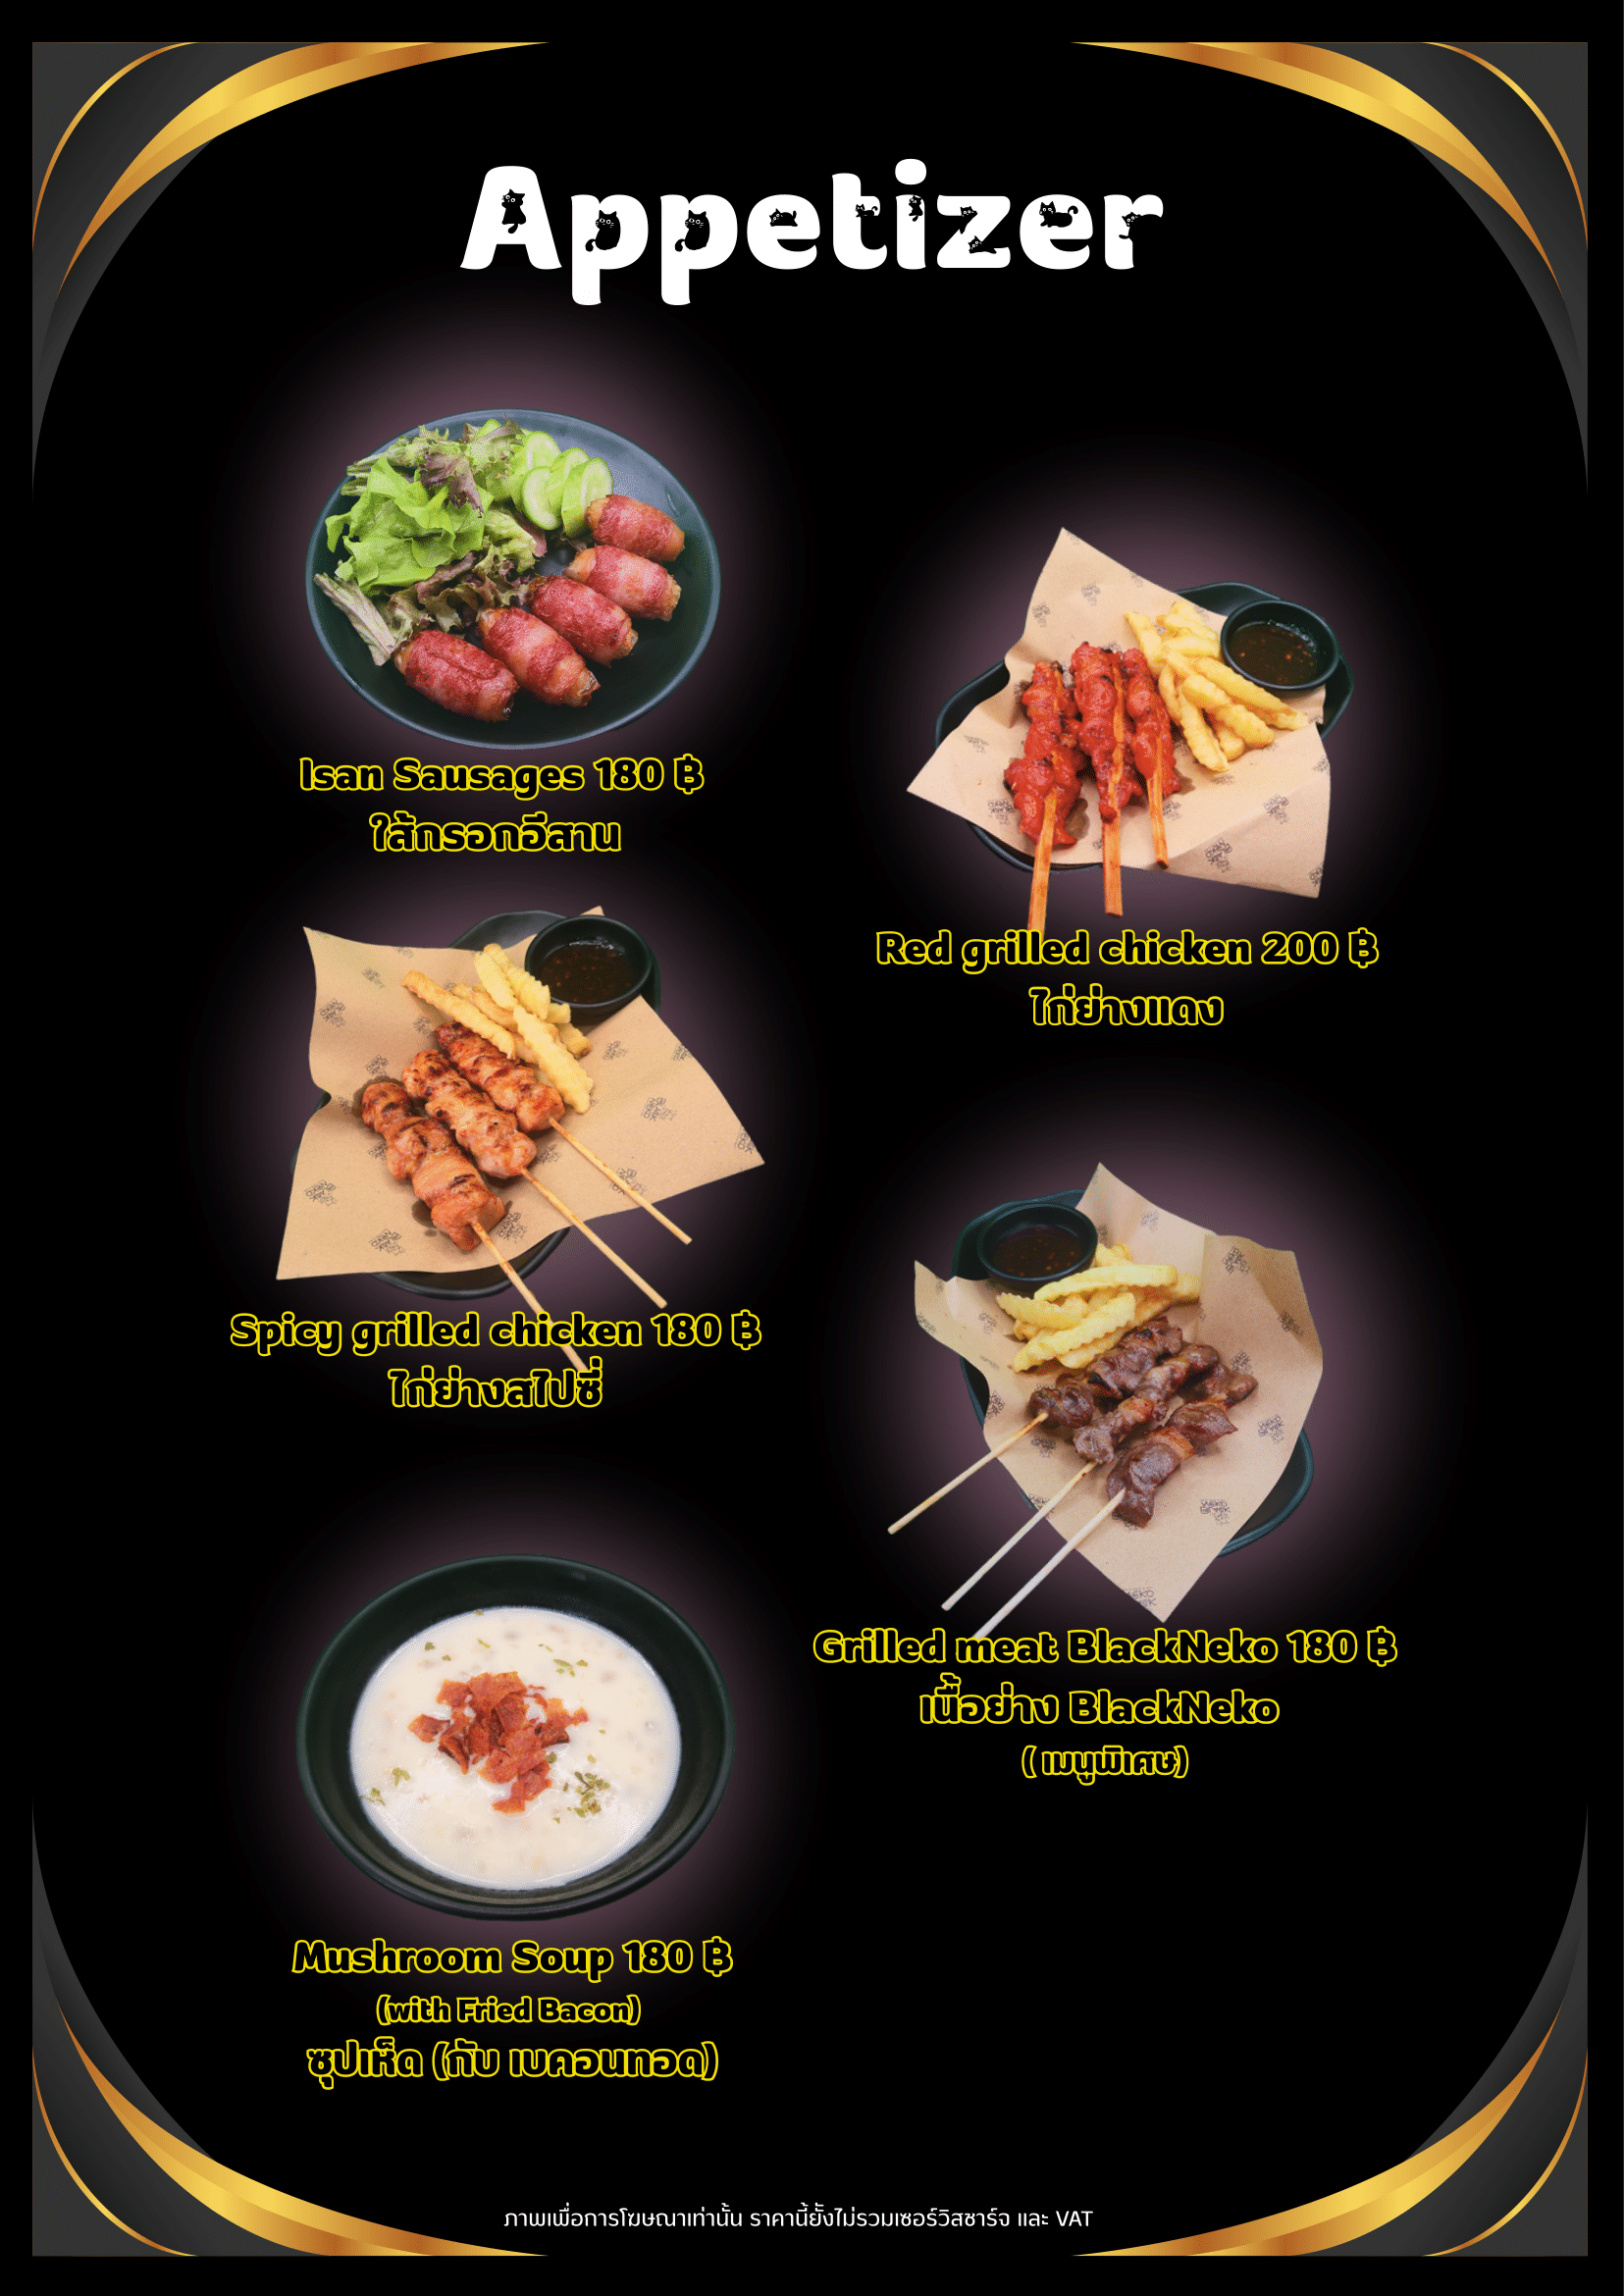 Appetizer
Isan Sausages 180 ฿
ใส้กรอกอีสาน
Red grilled chicken 200 ฿
ไก่ย่างแดง
Spicy grilled chicken 180 ฿
ไก่ย่างสไปซี่
Grilled meat BlackNeko 180 ฿
เนื้อย่าง BlackNeko
( เมนูพิเศษ)
Mushroom Soup 180 ฿
(with Fried Bacon)
ซุปเห็ด (กับ เบคอนทอด)
ภาพเพื่อการโฆษณาเท่านั้น ราคานี้ยังไม่รวมเซอร์วิสชาร์จ และ VAT